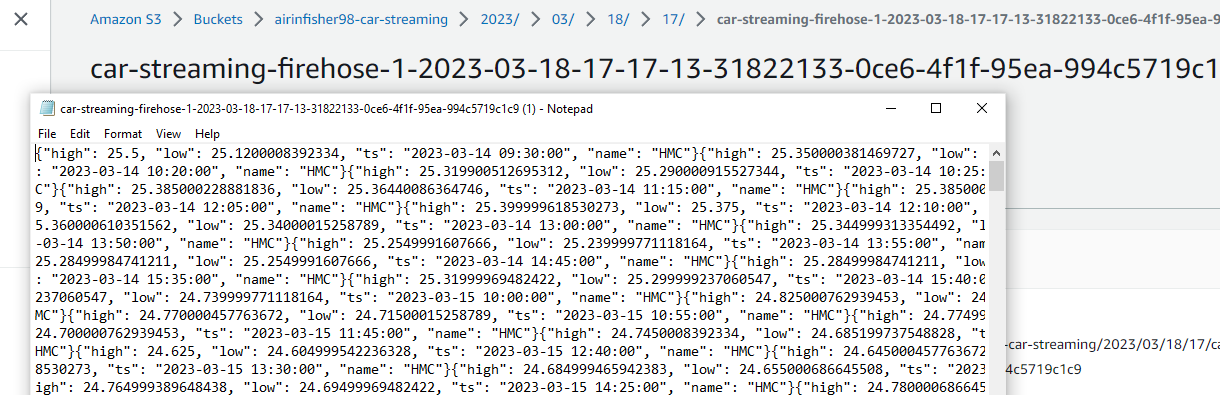 Amazon S3 > Buckets > airinfisher98-car-streaming > 2023/ > 03/ > 18/ > 17/ > car-streaming-firehose-1-2023-03-18-17-17-13-31822133-0ce6-4f1f-95ea-9
car-streaming-firehose-1-2023-03-18-17-17-13-31822133-0ce6-4f1f-95ea-994c5719c1
car-streaming-firehose-1-2023-03-18-17-17-13-31822133-0ce6-4f1f-95ea-994c5719c1c9 (1) - Notepad
File Edit Format View Help
{"high": 25.5, "low": 25.1200008392334, "ts": "2023-03-14 09:30:00", "name": "HMC"}{"high": 25.350000381469727, "low":
: "2023-03-14 10:20:00", "name": "HMC"}{"high": 25.319900512695312, "low": 25.290000915527344, "ts": "2023-03-14 10:25:
C"}{"high": 25.385000228881836, "low": 25.36440086364746, "ts": "2023-03-14 11:15:00", "name": "HMC"}{"high": 25.385000
9, "ts": "2023-03-14 12:05:00", "name": "HMC"}{"high": 25.399999618530273, "low": 25.375, "ts": "2023-03-14 12:10:00",
5.360000610351562, "low": 25.34000015258789, "ts": "2023-03-14 13:00:00", "name": "HMC"}{"high": 25.344999313354492, "l
-03-14 13:50:00", "name": "HMC"}{"high": 25.2549991607666, "low": 25.239999771118164, "ts": "2023-03-14 13:55:00", "nam
25.28499984741211, "low": 25.2549991607666, "ts": "2023-03-14 14:45:00", "name": "HMC"}{"high": 25.28499984741211, "low
: "2023-03-14 15:35:00", "name": "HMC"}{"high": 25.31999969482422, "low": 25.299999237060547, "ts": "2023-03-14 15:40:0
237060547, "low": 24.739999771118164, "ts": "2023-03-15 10:00:00", "name": "HMC"}{"high": 24.825000762939453, "low": 24
MC"}{"high": 24.770000457763672, "low": 24.71500015258789, "ts": "2023-03-15 10:55:00", "name": "HMC"}{"high": 24.77499
24.700000762939453, "ts": "2023-03-15 11:45:00", "name": "HMC"}{"high": 24.7450008392334, "low": 24.685199737548828, "t
HMC"}{"high": 24.625, "low": 24.604999542236328, "ts": "2023-03-15 12:40:00", "name": "HMC"}{"high": 24.645000457763672
-car-streaming/2023/03/18/17/ca
8530273, "ts": "2023-03-15 13:30:00", "name": "HMC"}{"high": 24.684999465942383, "low": 24.655000686645508, "ts": "2023
4c5719c1c9
igh": 24.764999389648438, "low": 24.69499969482422, "ts": "2023-03-15 14:25:00", "name": "HMC"}{"high": 24.780000686645